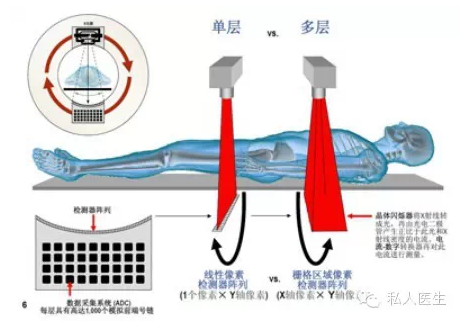 单层
vs.
多层
检测器阵列
晶体闪烁器将X射线转
成光，再由光电二极
管产生正比于此光和X
射线密度的电流。电
流-数字转换器再对此
电流进行测量。
线性像素
检测器阵列
(1个像素 × Y轴像素)
vs.
栅格区域像素
检测器阵列
(X轴像素 × Y轴像
数据采集系统 (ADC)
每层具有高达1,000个模拟前端号链
6
私人医生